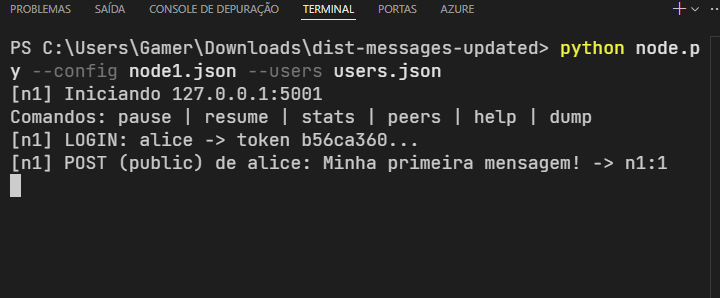 PROBLEMAS SAÍDA CONSOLE DE DEPURAÇÃO TERMINAL PORTAS AZURE
PS C:\Users\Gamer\Downloads\dist-messages-updated> python node.p
y --config node1.json --users users.json
[n1] Iniciando 127.0.0.1:5001
Comandos: pause | resume | stats | peers | help | dump
[n1] LOGIN: alice -> token b56ca360...
[n1] POST (public) de alice: Minha primeira mensagem! -> n1:1